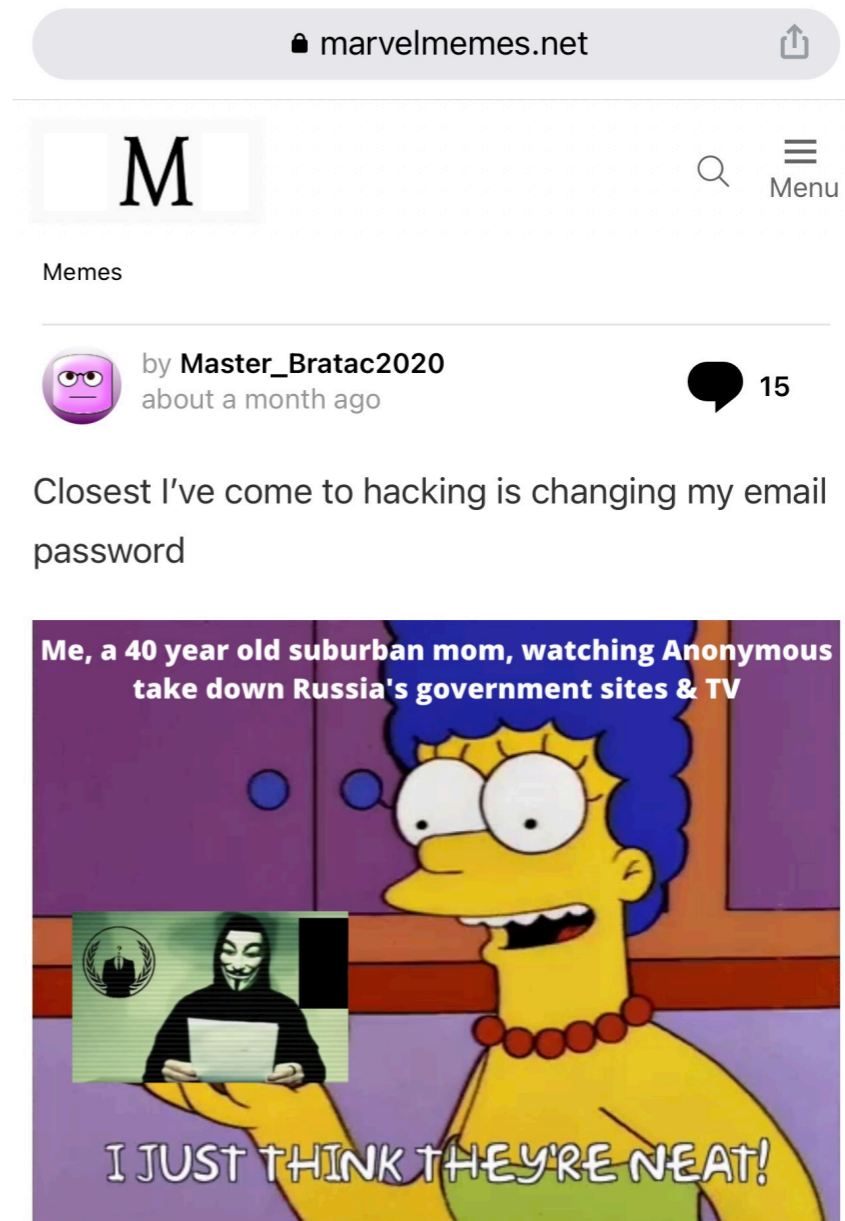 marvelmemes.net
M
Menu
Memes
by Master_Bratac2020
about a month ago
15
Closest I’ve come to hacking is changing my email
password
Me, a 40 year old suburban mom, watching Anonymous
take down Russia's government sites & TV
?
I JUST THINK THEY'RE NEAT!